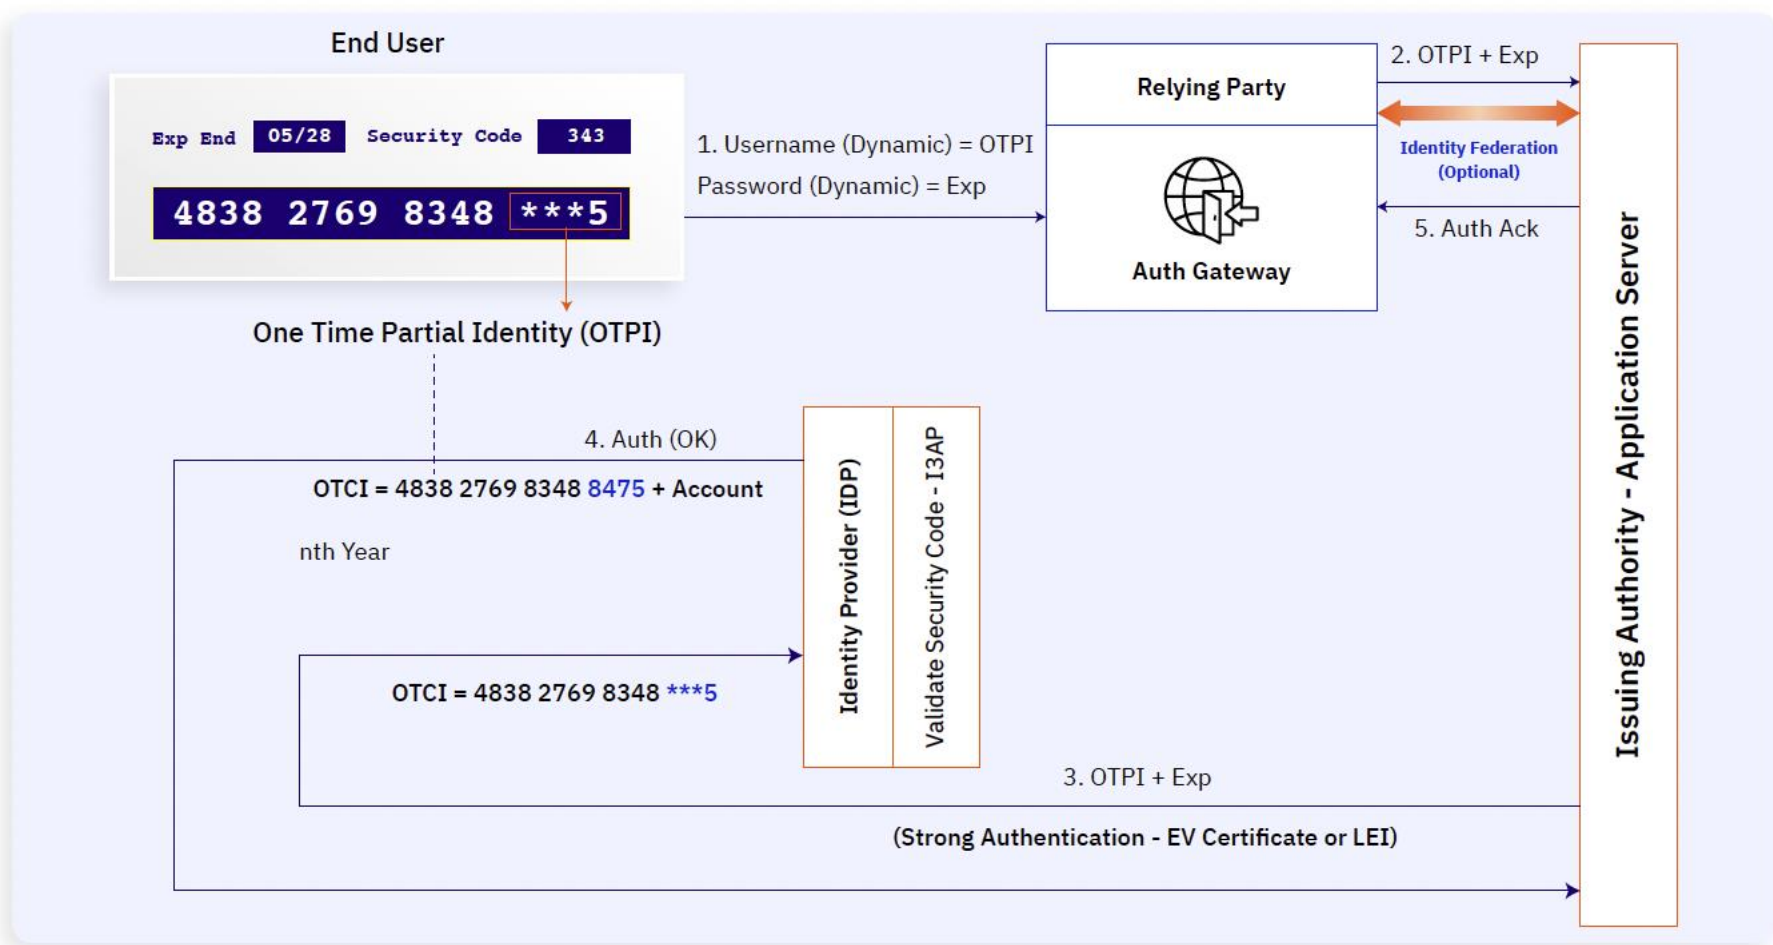 End User
Exp End 05/28 Security Code 343
4838 2769 8348 ***5
One Time Partial Identity (OTPI)
1. Username (Dynamic) = OTPI
Password (Dynamic) = Exp
Relying Party
Auth Gateway
2. OTPI + Exp
Identity Federation
(Optional)
5. Auth Ack
Issuing Authority - Application Server
4. Auth (OK)
OTCI = 4838 2769 8348 8475 + Account
nth Year
OTCI = 4838 2769 8348 ***5
Identity Provider (IDP)
Validate Security Code - I3AP
3. OTPI + Exp
(Strong Authentication - EV Certificate or LEI)